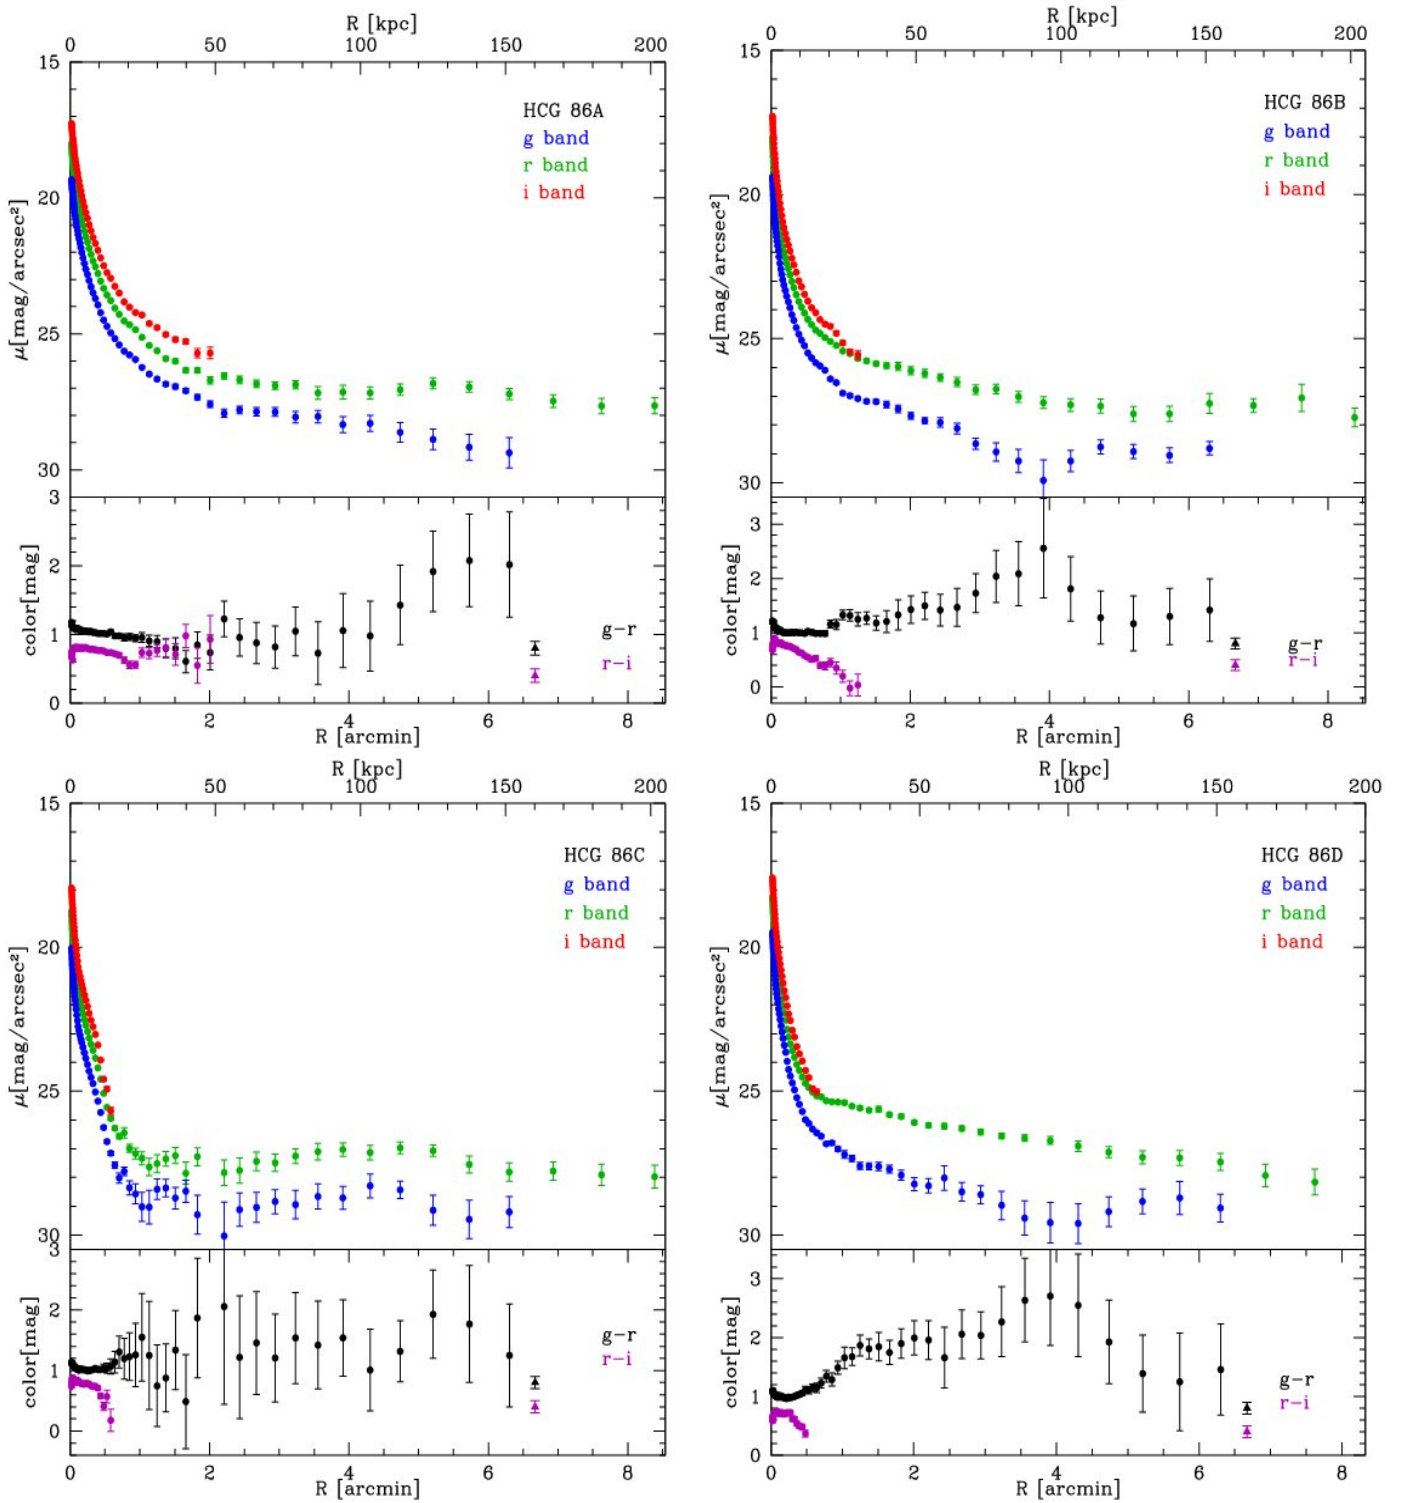 R [kpc]
0 50 100 150 200
15
HCG 86A
g band
r band
i band
20
μ[mag/arcsec²]
25
30
3
2
color[mag]
1
g-r
r-i
0
0 2 4 6 8
R [arcmin]
R [kpc]
0 50 100 150 200
15
HCG 86B
g band
r band
i band
20
μ[mag/arcsec²]
25
30
3
2
color[mag]
1
g-r
r-i
0
0 2 4 6 8
R [arcmin]
R [kpc]
0 50 100 150 200
15
HCG 86C
g band
r band
i band
20
μ[mag/arcsec²]
25
30
3
2
color[mag]
g-r
r-i
1
0
0 2 4 6 8
R [arcmin]
R [kpc]
0 50 100 150 200
15
HCG 86D
g band
r band
i band
20
μ[mag/arcsec²]
25
30
3
2
color[mag]
g-r
1
r-i
0
0 2 4 6 8
R [arcmin]